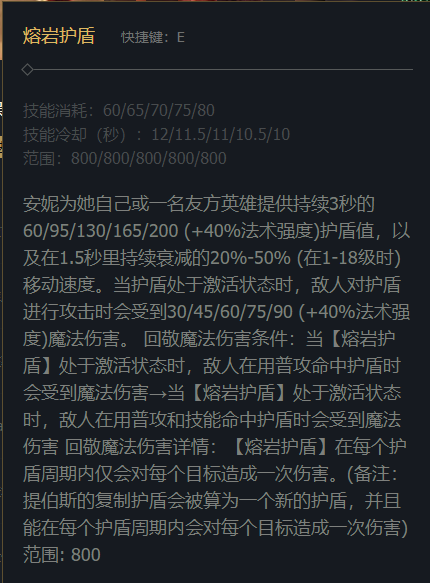 熔岩护盾 快捷键：E
技能消耗：60/65/70/75/80
技能冷却（秒）：12/11.5/11/10.5/10
范围：800/800/800/800/800
安妮为她自己或一名友方英雄提供持续3秒的
60/95/130/165/200 (+40%法术强度)护盾值，以
及在1.5秒里持续衰减的20%-50% (在1-18级时)
移动速度。当护盾处于激活状态时，敌人对护盾
进行攻击时会受到30/45/60/75/90 (+40%法术强
度)魔法伤害。 回敬魔法伤害条件：当【熔岩护
盾】处于激活状态时，敌人在用普攻命中护盾时
会受到魔法伤害→当【熔岩护盾】处于激活状态
时，敌人在用普攻和技能命中护盾时会受到魔法
伤害 回敬魔法伤害详情：【熔岩护盾】在每个护
盾周期内仅会对每个目标造成一次伤害。(备注：
提伯斯的复制护盾会被算为一个新的护盾，并且
能在每个护盾周期内会对每个目标造成一次伤害)
范围: 800